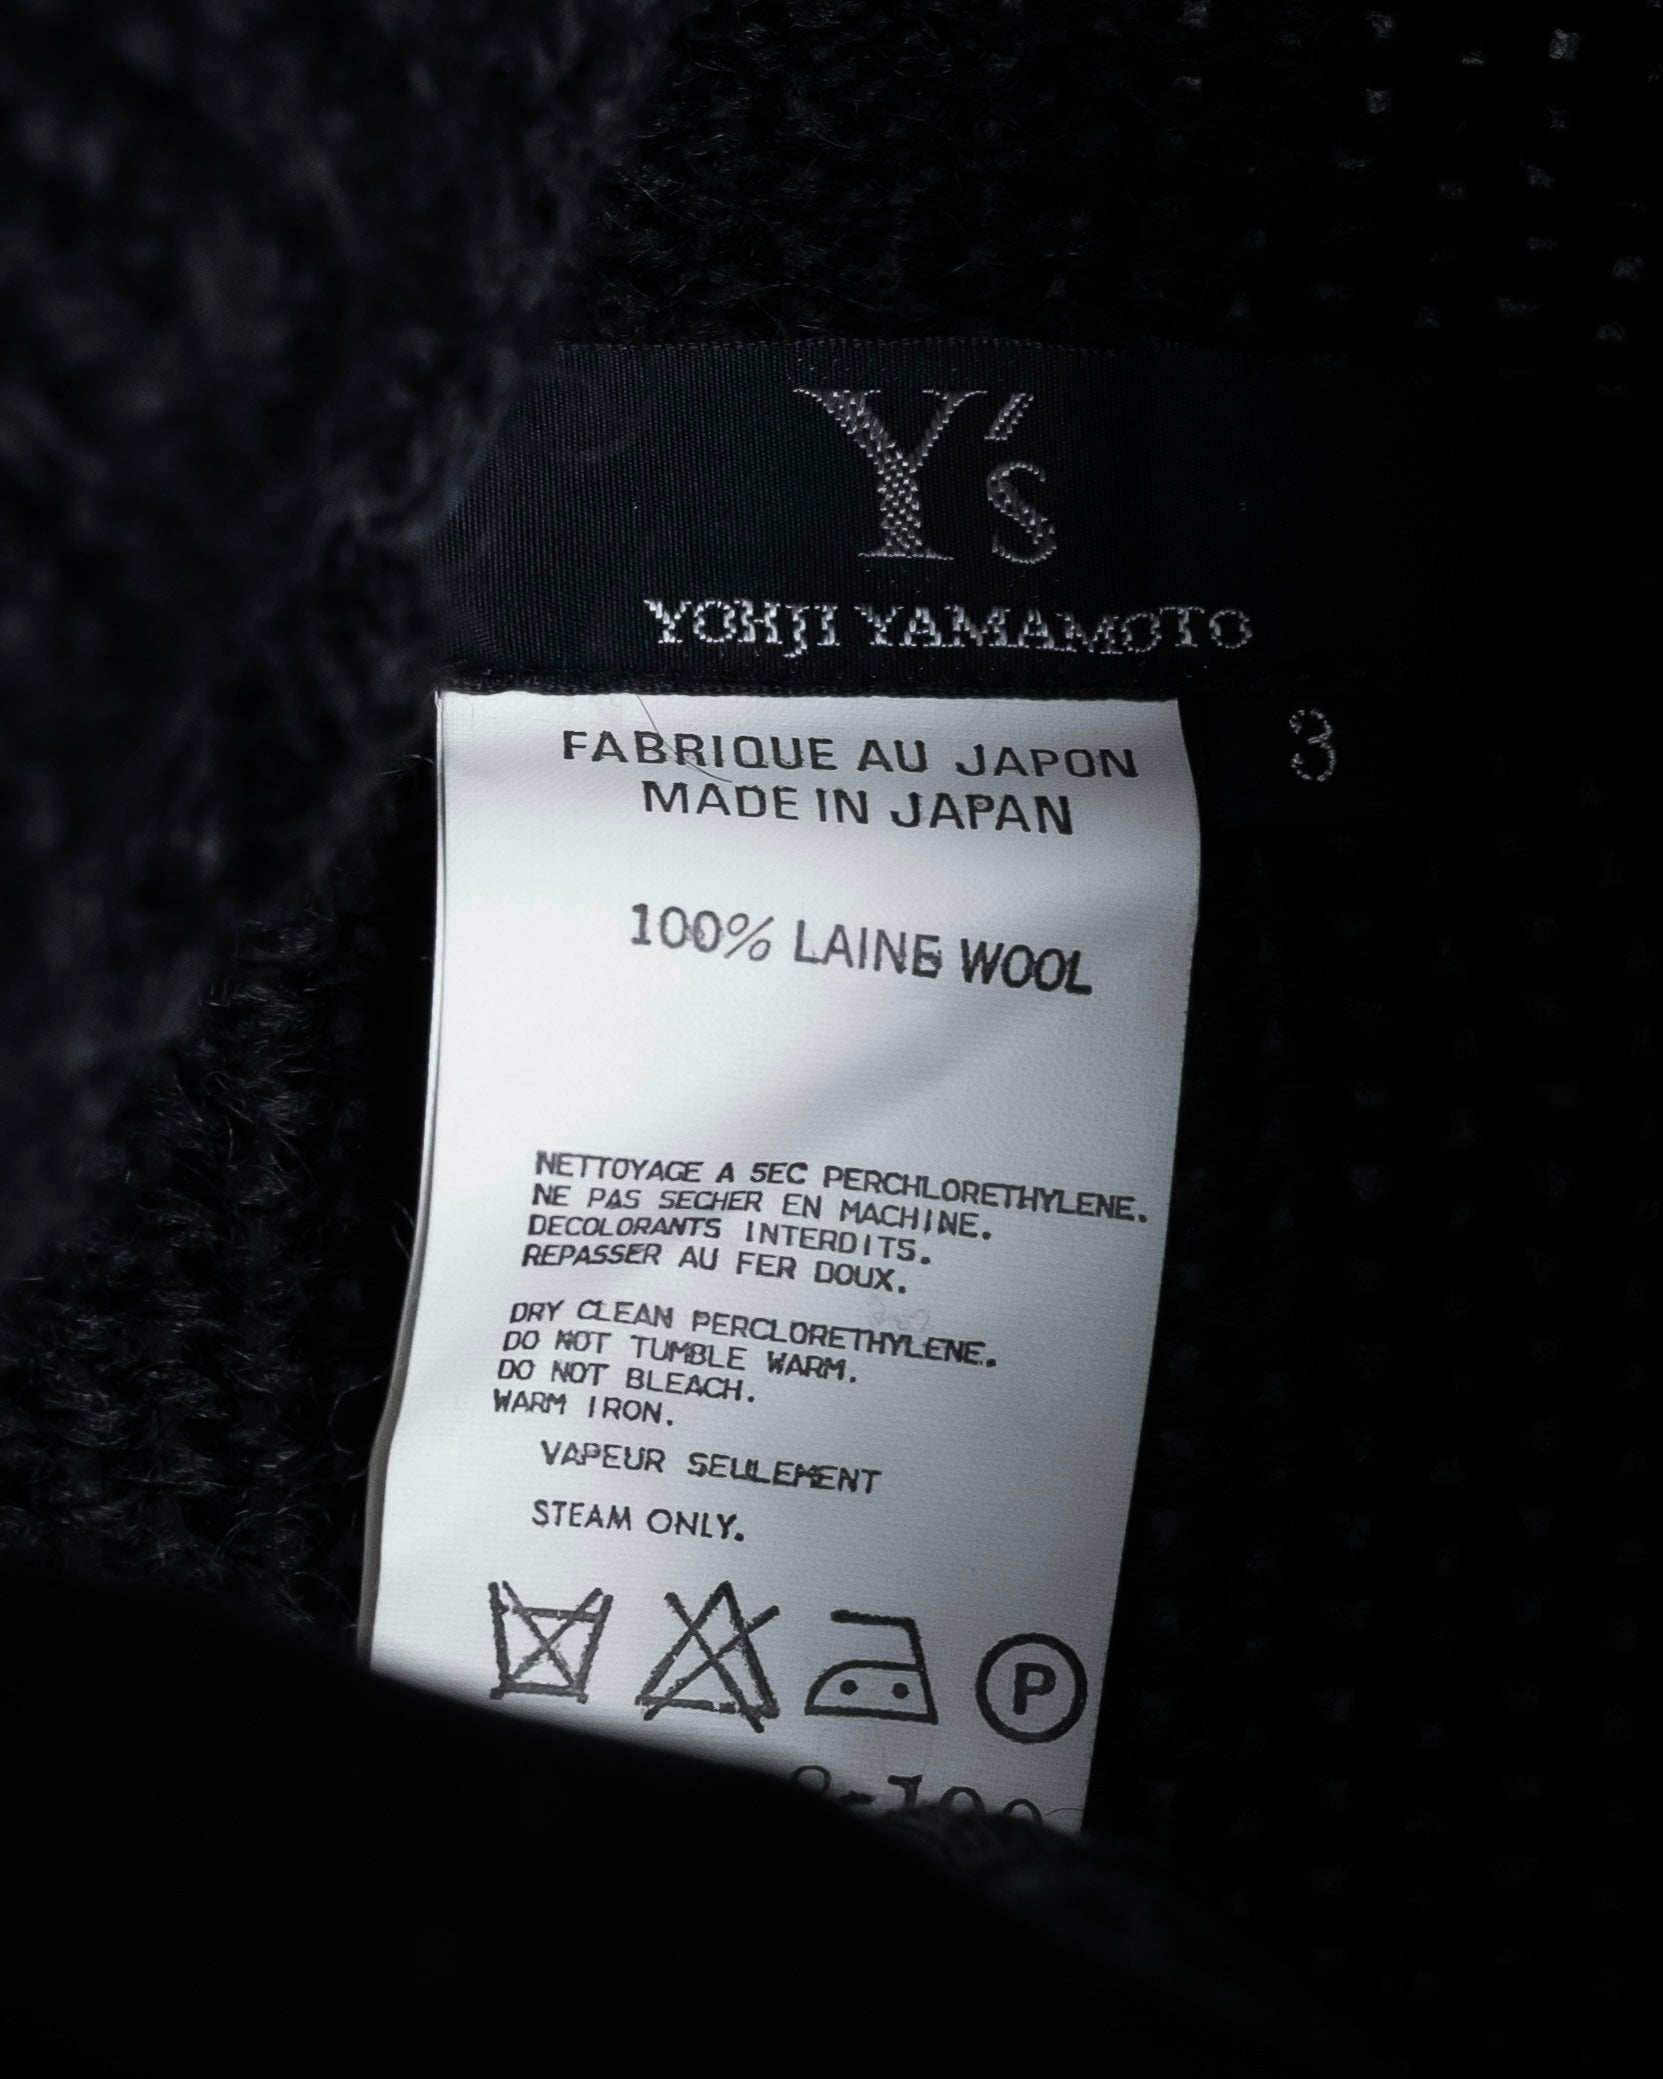 Y's
YOHJI YAMAMOTO
3
FABRIQUE AU JAPON
MADE IN JAPAN
100% LAINE WOOL
NETTOYAGE A SEC PERCHLORETHYLENE.
NE PAS SECHER EN MACHINE.
DECOLORANTS INTERDITS.
REPASSER AU FER DOUX.
DRY CLEAN PERCLORETHYLENE.
DO NOT TUMBLE WARM.
DO NOT BLEACH.
WARM IRON.
VAPEUR SEULEMENT
STEAM ONLY.
P